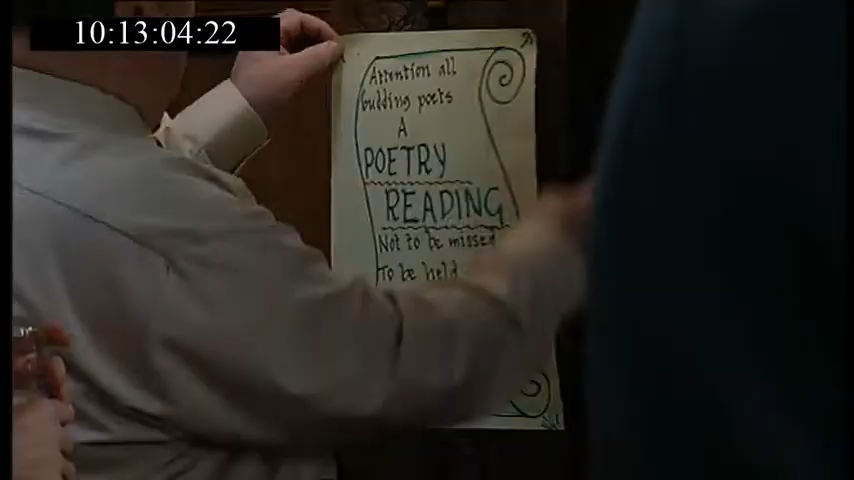 10:13:04:22
Attention all
budding poets
A
POETRY
READING
Not to be missed
To be held